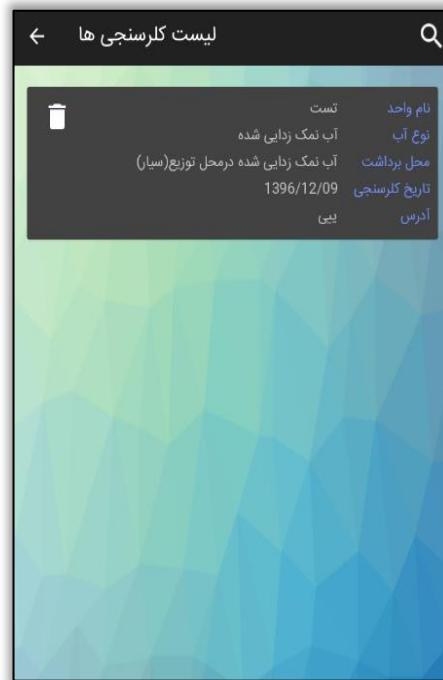 لیست کلرسنجی ها
نام واحد تست
نوع آب آب نمک زدایی شده
محل برداشت آب نمک زدایی شده درمحل توزیع(سیار)
تاریخ کلرسنجی 1396/12/09
آدرس یبی